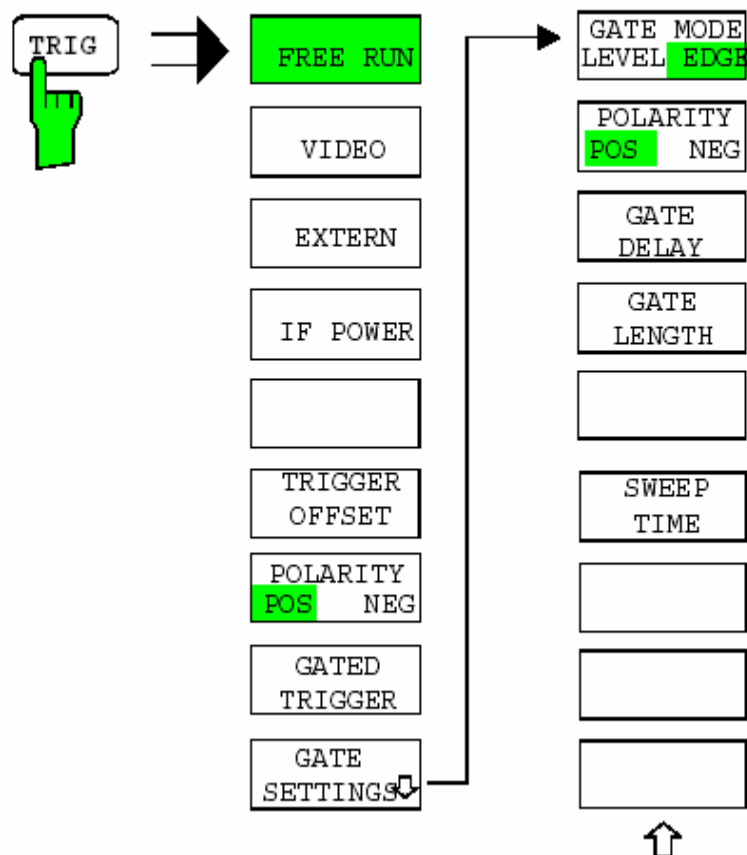 TRIG
FREE RUN
VIDEO
EXTERN
IF POWER
TRIGGER
OFFSET
POLARITY
POS NEG
GATED
TRIGGER
GATE
SETTINGS
GATE MODE
LEVEL EDGE
POLARITY
POS NEG
GATE
DELAY
GATE
LENGTH
SWEEP
TIME